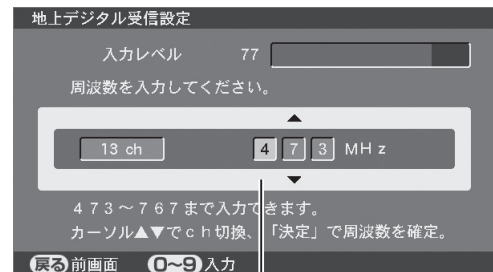 地上デジタル受信設定
入力レベル 77
周波数を入力してください。
▲
13 ch 4 7 3 MHz
▼
473～767まで入力できます。
カーソル▲▼でch切換、「決定」で周波数を確定。
戻る 前画面 0～9 入力